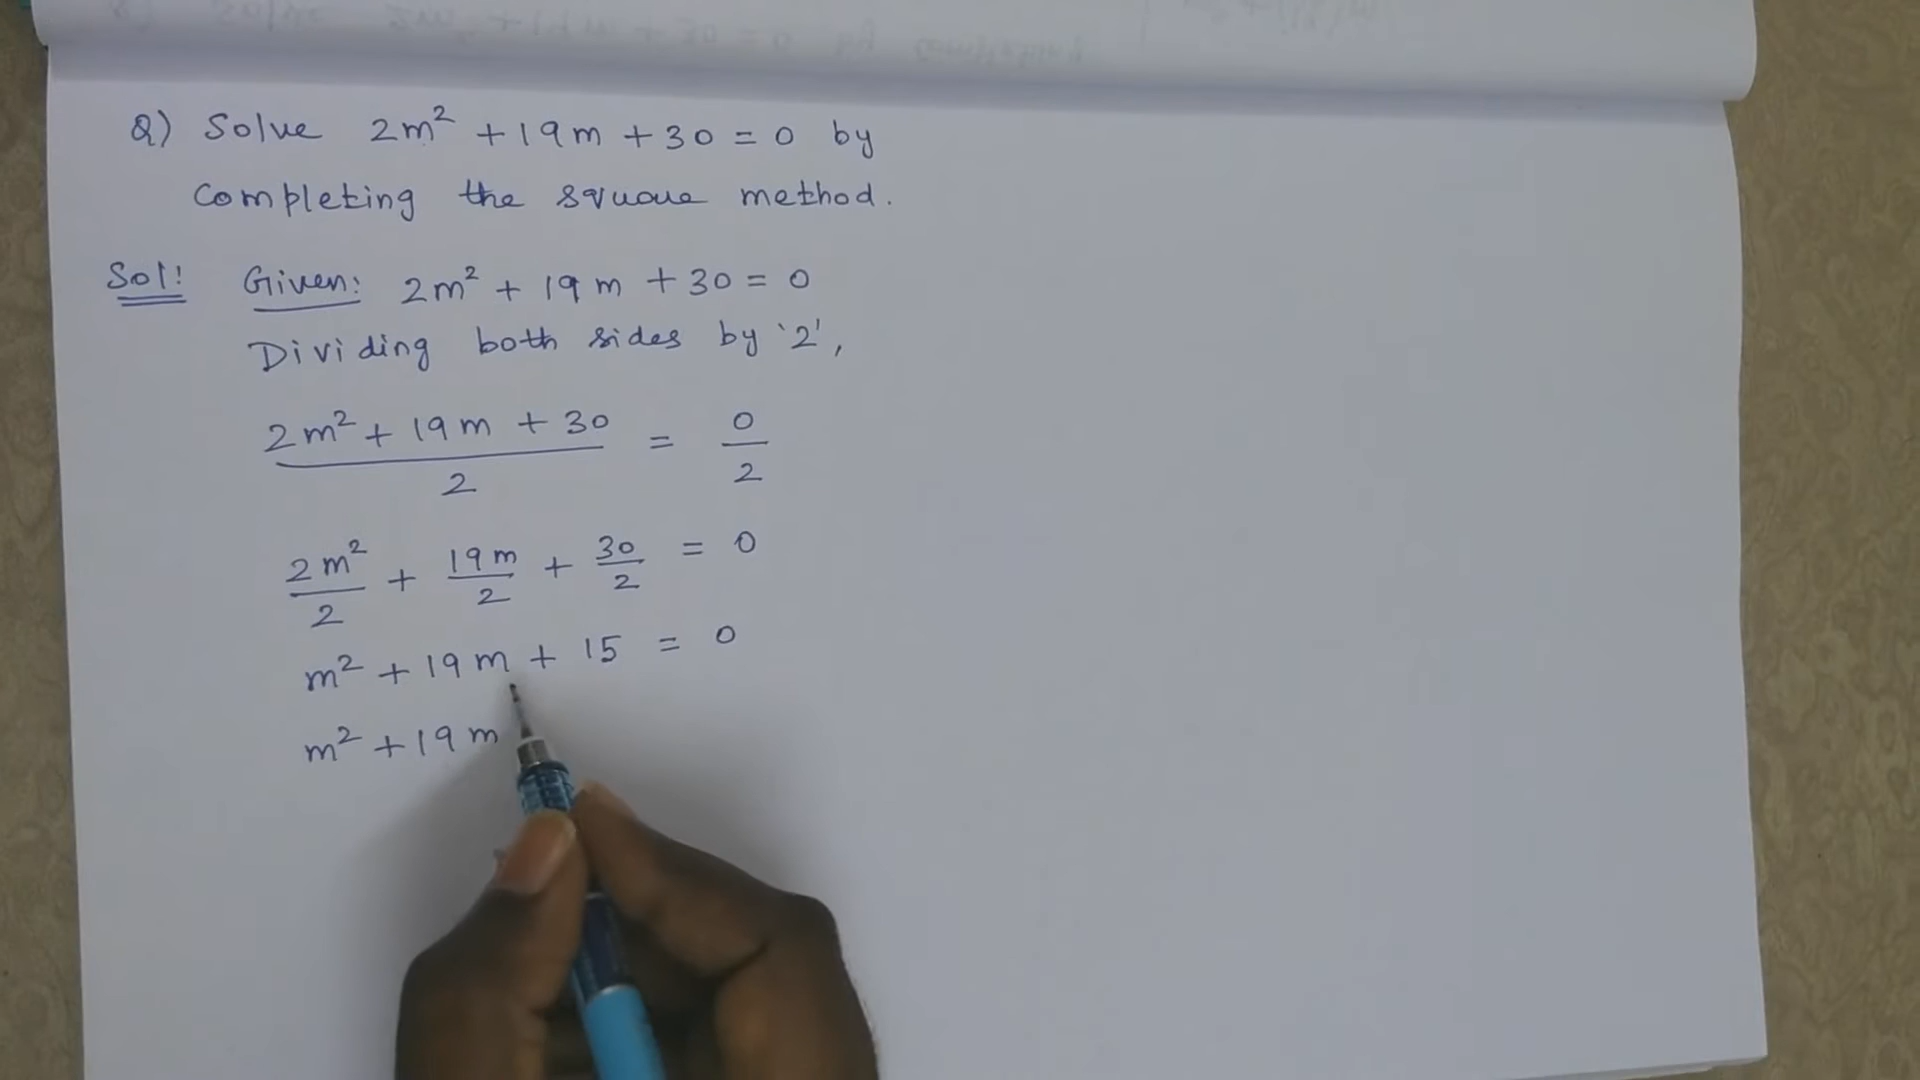 Q) Solve 2m² + 19m + 30 = 0 by
Completing the square method.
Sol: Given: 2m² + 19m + 30 = 0
Dividing both sides by '2',
2m² + 19m + 30 / 2 = 0 / 2
2m²/2 + 19m/2 + 30/2 = 0
m² + 19m + 15 = 0
m² + 19m